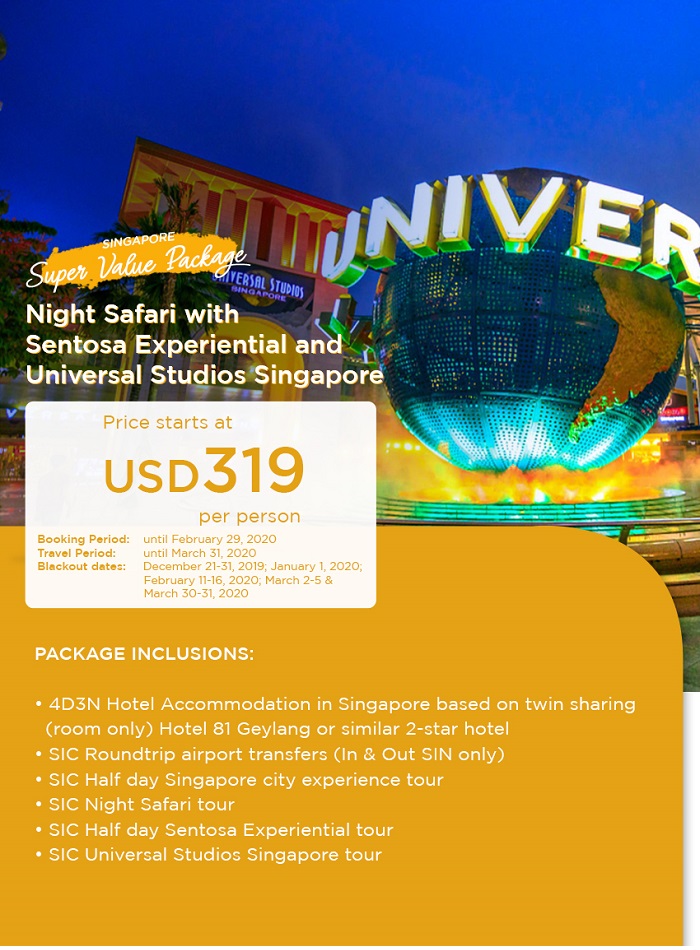 UNIVER
UNIVERSAL STUDIOS
SINGAPORE
SINGAPORE
Super Value Package
Night Safari with
Sentosa Experiential and
Universal Studios Singapore
Price starts at
USD319
per person
Booking Period: until February 29, 2020
Travel Period: until March 31, 2020
Blackout dates: December 21-31, 2019; January 1, 2020;
February 11-16, 2020; March 2-5 &
March 30-31, 2020
PACKAGE INCLUSIONS:
• 4D3N Hotel Accommodation in Singapore based on twin sharing
(room only) Hotel 81 Geylang or similar 2-star hotel
• SIC Roundtrip airport transfers (In & Out SIN only)
• SIC Half day Singapore city experience tour
• SIC Night Safari tour
• SIC Half day Sentosa Experiential tour
• SIC Universal Studios Singapore tour